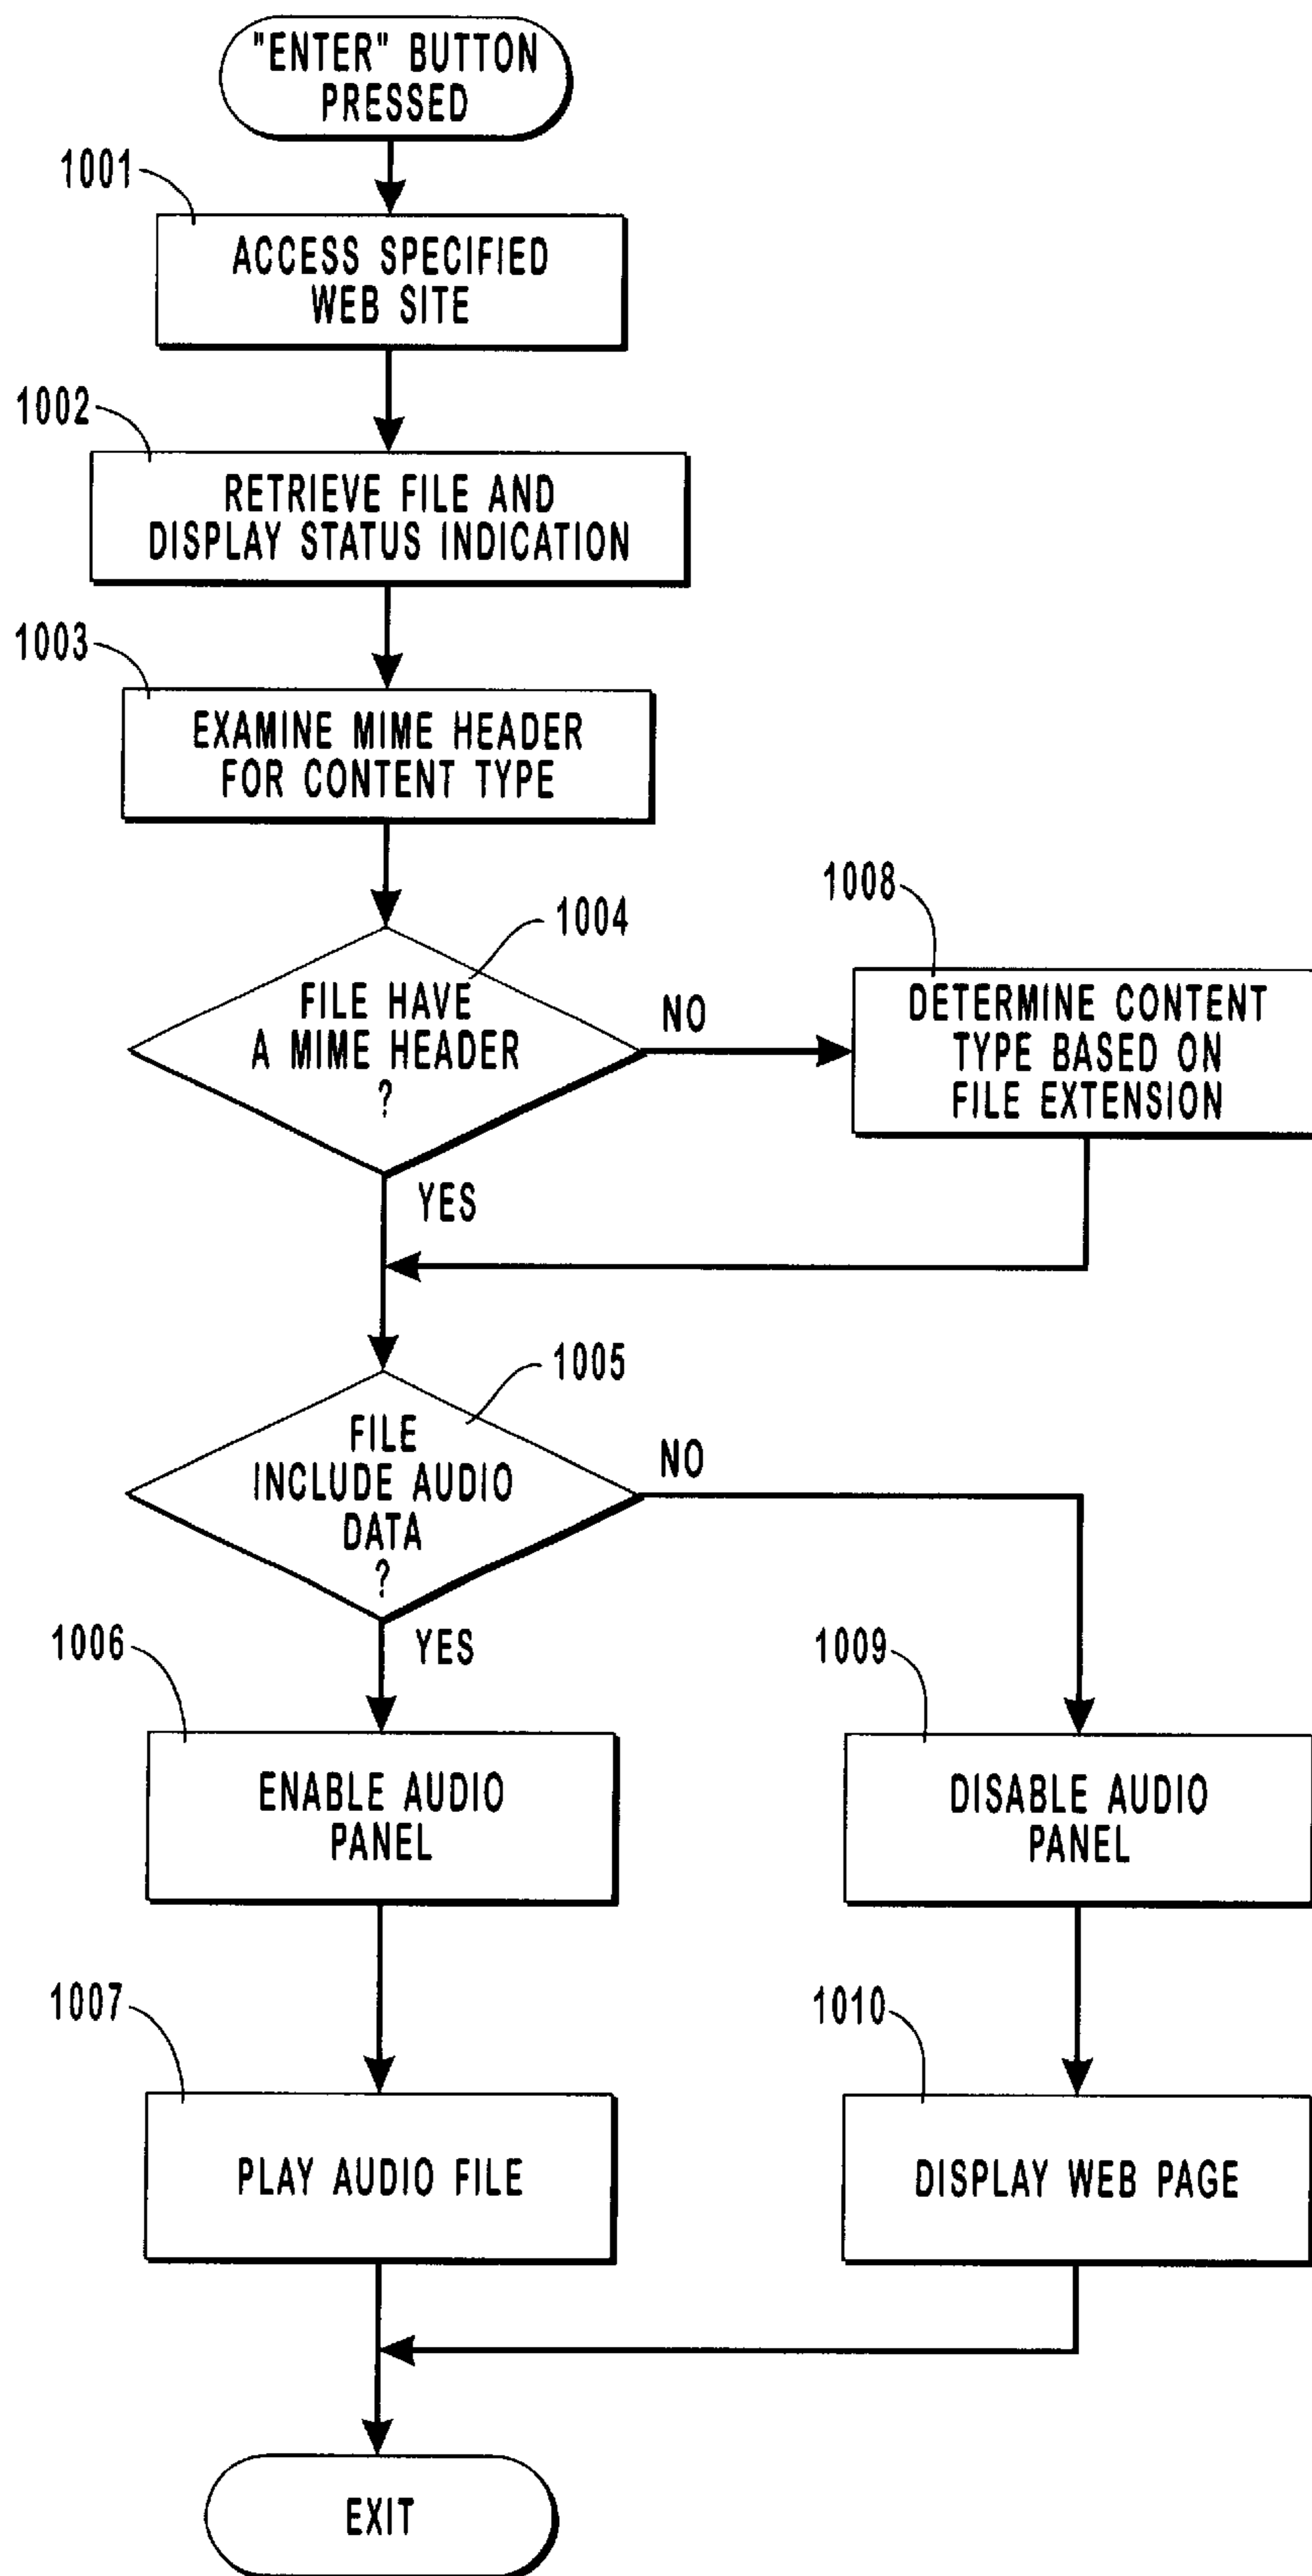 "ENTER" BUTTON
PRESSED
1001
ACCESS SPECIFIED
WEB SITE
1002
RETRIEVE FILE AND
DISPLAY STATUS INDICATION
1003
EXAMINE MIME HEADER
FOR CONTENT TYPE
1004
FILE HAVE
A MIME HEADER
?
NO
1008
DETERMINE CONTENT
TYPE BASED ON
FILE EXTENSION
YES
1005
FILE
INCLUDE AUDIO
DATA
?
NO
YES
1006
ENABLE AUDIO
PANEL
1009
DISABLE AUDIO
PANEL
1007
PLAY AUDIO FILE
1010
DISPLAY WEB PAGE
EXIT